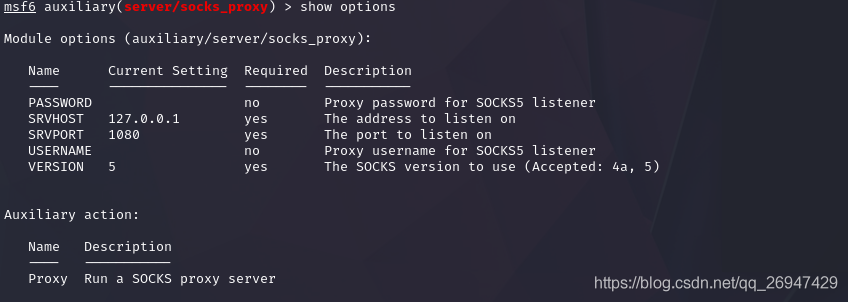 msf6 auxiliary(server/socks_proxy) > show options
Module options (auxiliary/server/socks_proxy):
Name Current Setting Required Description
PASSWORD no Proxy password for SOCKS5 listener
SRVHOST 127.0.0.1 yes The address to listen on
SRVPORT 1080 yes The port to listen on
USERNAME no Proxy username for SOCKS5 listener
VERSION 5 yes The SOCKS version to use (Accepted: 4a, 5)
Auxiliary action:
Name Description
Proxy Run a SOCKS proxy server
https://blog.csdn.net/qq_26947429